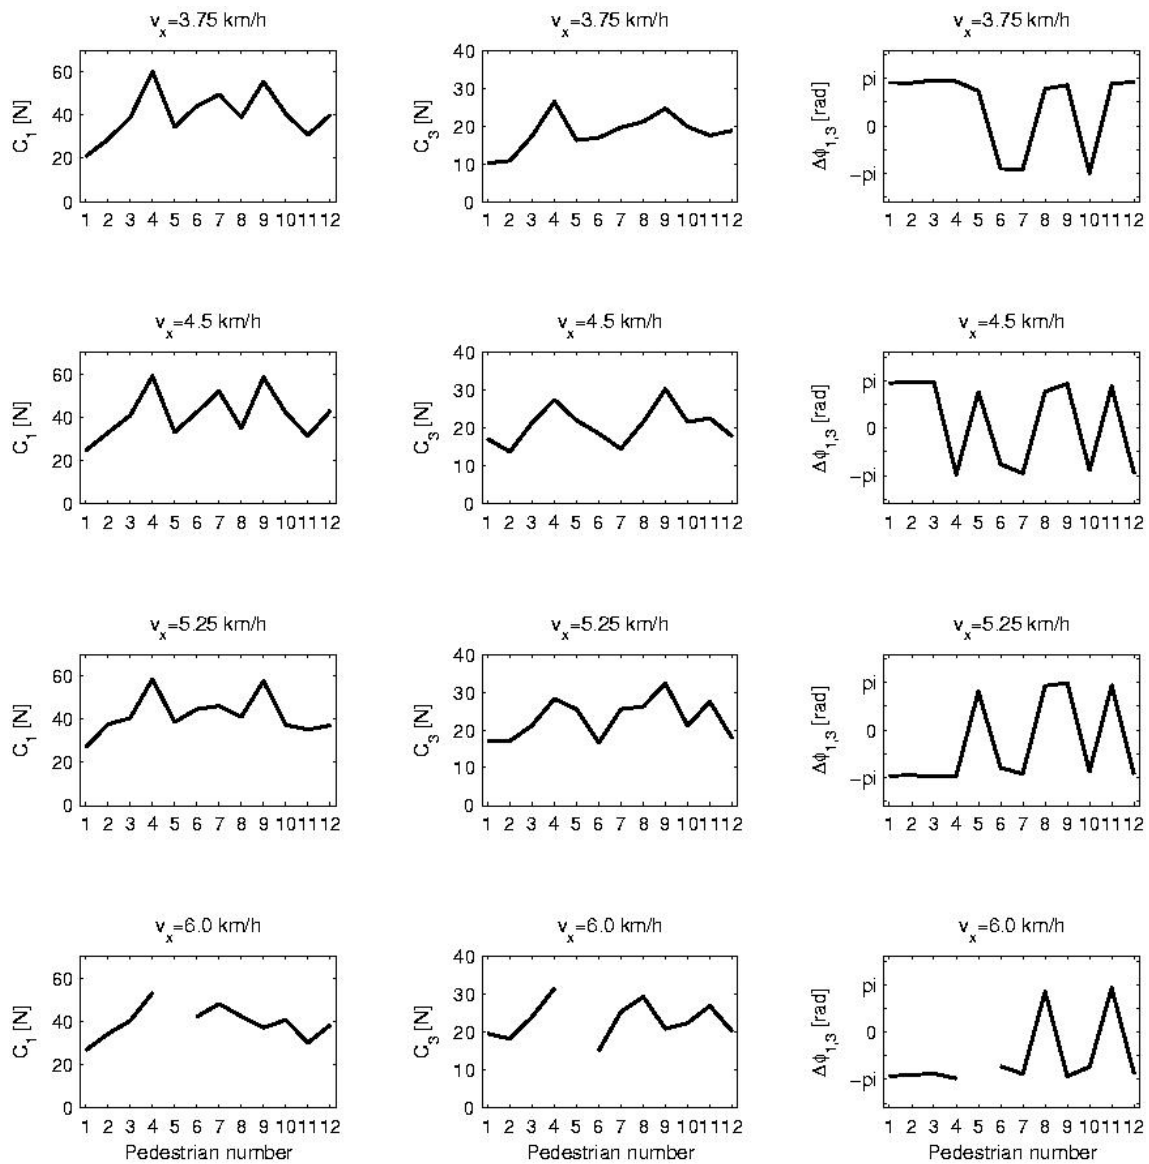 v_x=3.75 km/h
C_1 [N]
60
40
20
0
1 2 3 4 5 6 7 8 9 10 11 12
v_x=3.75 km/h
C_3 [N]
40
30
20
10
0
1 2 3 4 5 6 7 8 9 10 11 12
v_x=3.75 km/h
Δϕ_1,3 [rad]
pi
0
−pi
1 2 3 4 5 6 7 8 9 10 11 12
v_x=4.5 km/h
C_1 [N]
60
40
20
0
1 2 3 4 5 6 7 8 9 10 11 12
v_x=4.5 km/h
C_3 [N]
40
30
20
10
0
1 2 3 4 5 6 7 8 9 10 11 12
v_x=4.5 km/h
Δϕ_1,3 [rad]
pi
0
−pi
1 2 3 4 5 6 7 8 9 10 11 12
v_x=5.25 km/h
C_1 [N]
60
40
20
0
1 2 3 4 5 6 7 8 9 10 11 12
v_x=5.25 km/h
C_3 [N]
40
30
20
10
0
1 2 3 4 5 6 7 8 9 10 11 12
v_x=5.25 km/h
Δϕ_1,3 [rad]
pi
0
−pi
1 2 3 4 5 6 7 8 9 10 11 12
v_x=6.0 km/h
C_1 [N]
60
40
20
0
1 2 3 4 5 6 7 8 9 10 11 12
Pedestrian number
v_x=6.0 km/h
C_3 [N]
40
30
20
10
0
1 2 3 4 5 6 7 8 9 10 11 12
Pedestrian number
v_x=6.0 km/h
Δϕ_1,3 [rad]
pi
0
−pi
1 2 3 4 5 6 7 8 9 10 11 12
Pedestrian number